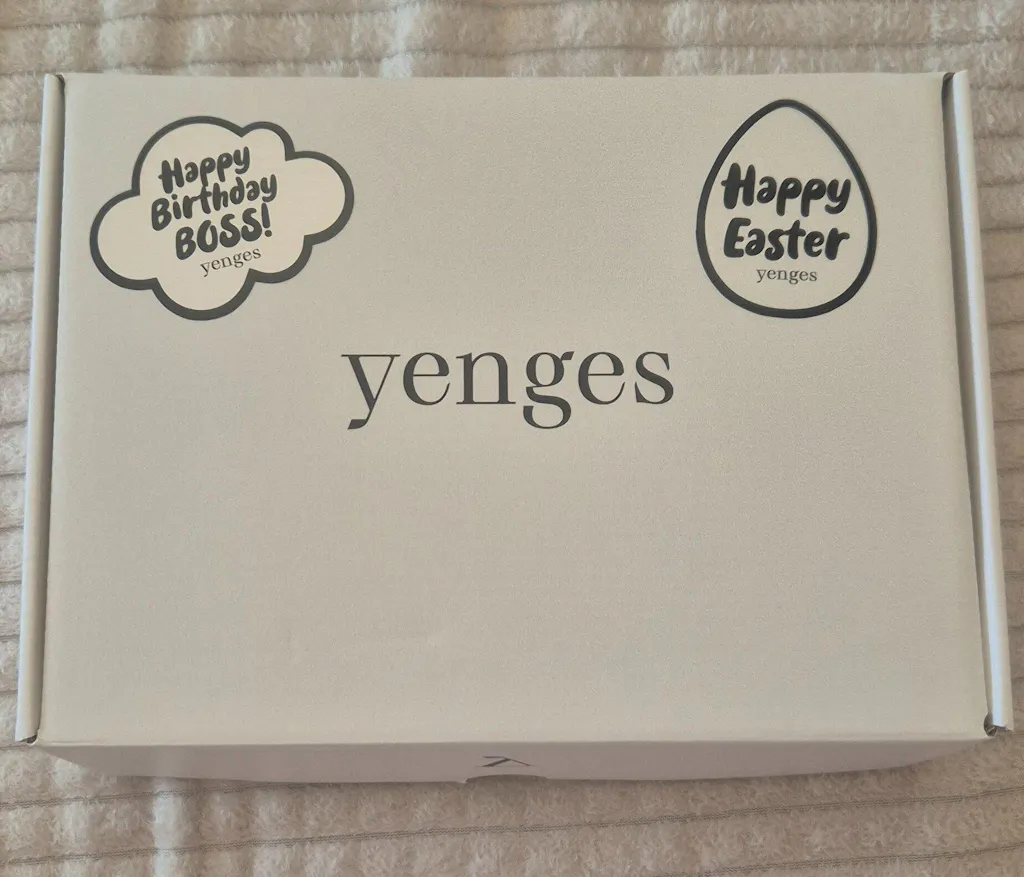 Happy
Birthday
BOSS!
yenges
Happy
Easter
yenges
yenges